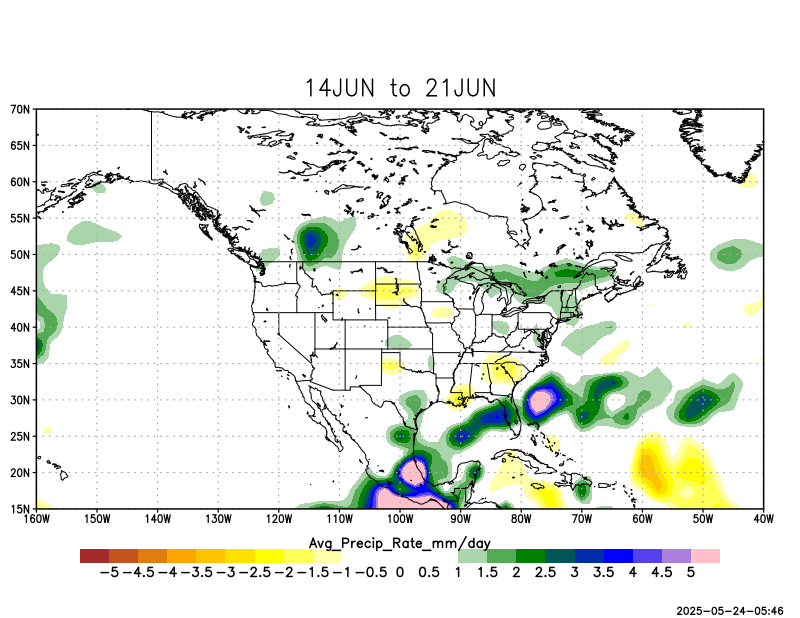 14JUN to 21JUN
70N
65N
60N
55N
50N
45N
40N
35N
30N
25N
20N
15N
160W 150W 140W 130W 120W 110W 100W 90W 80W 70W 60W 50W 40W
Avg_Precip_Rate_mm/day
-5 -4.5 -4 -3.5 -3 -2.5 -2 -1.5 -1 -0.5 0 0.5 1 1.5 2 2.5 3 3.5 4 4.5 5
2025-05-24-05:46